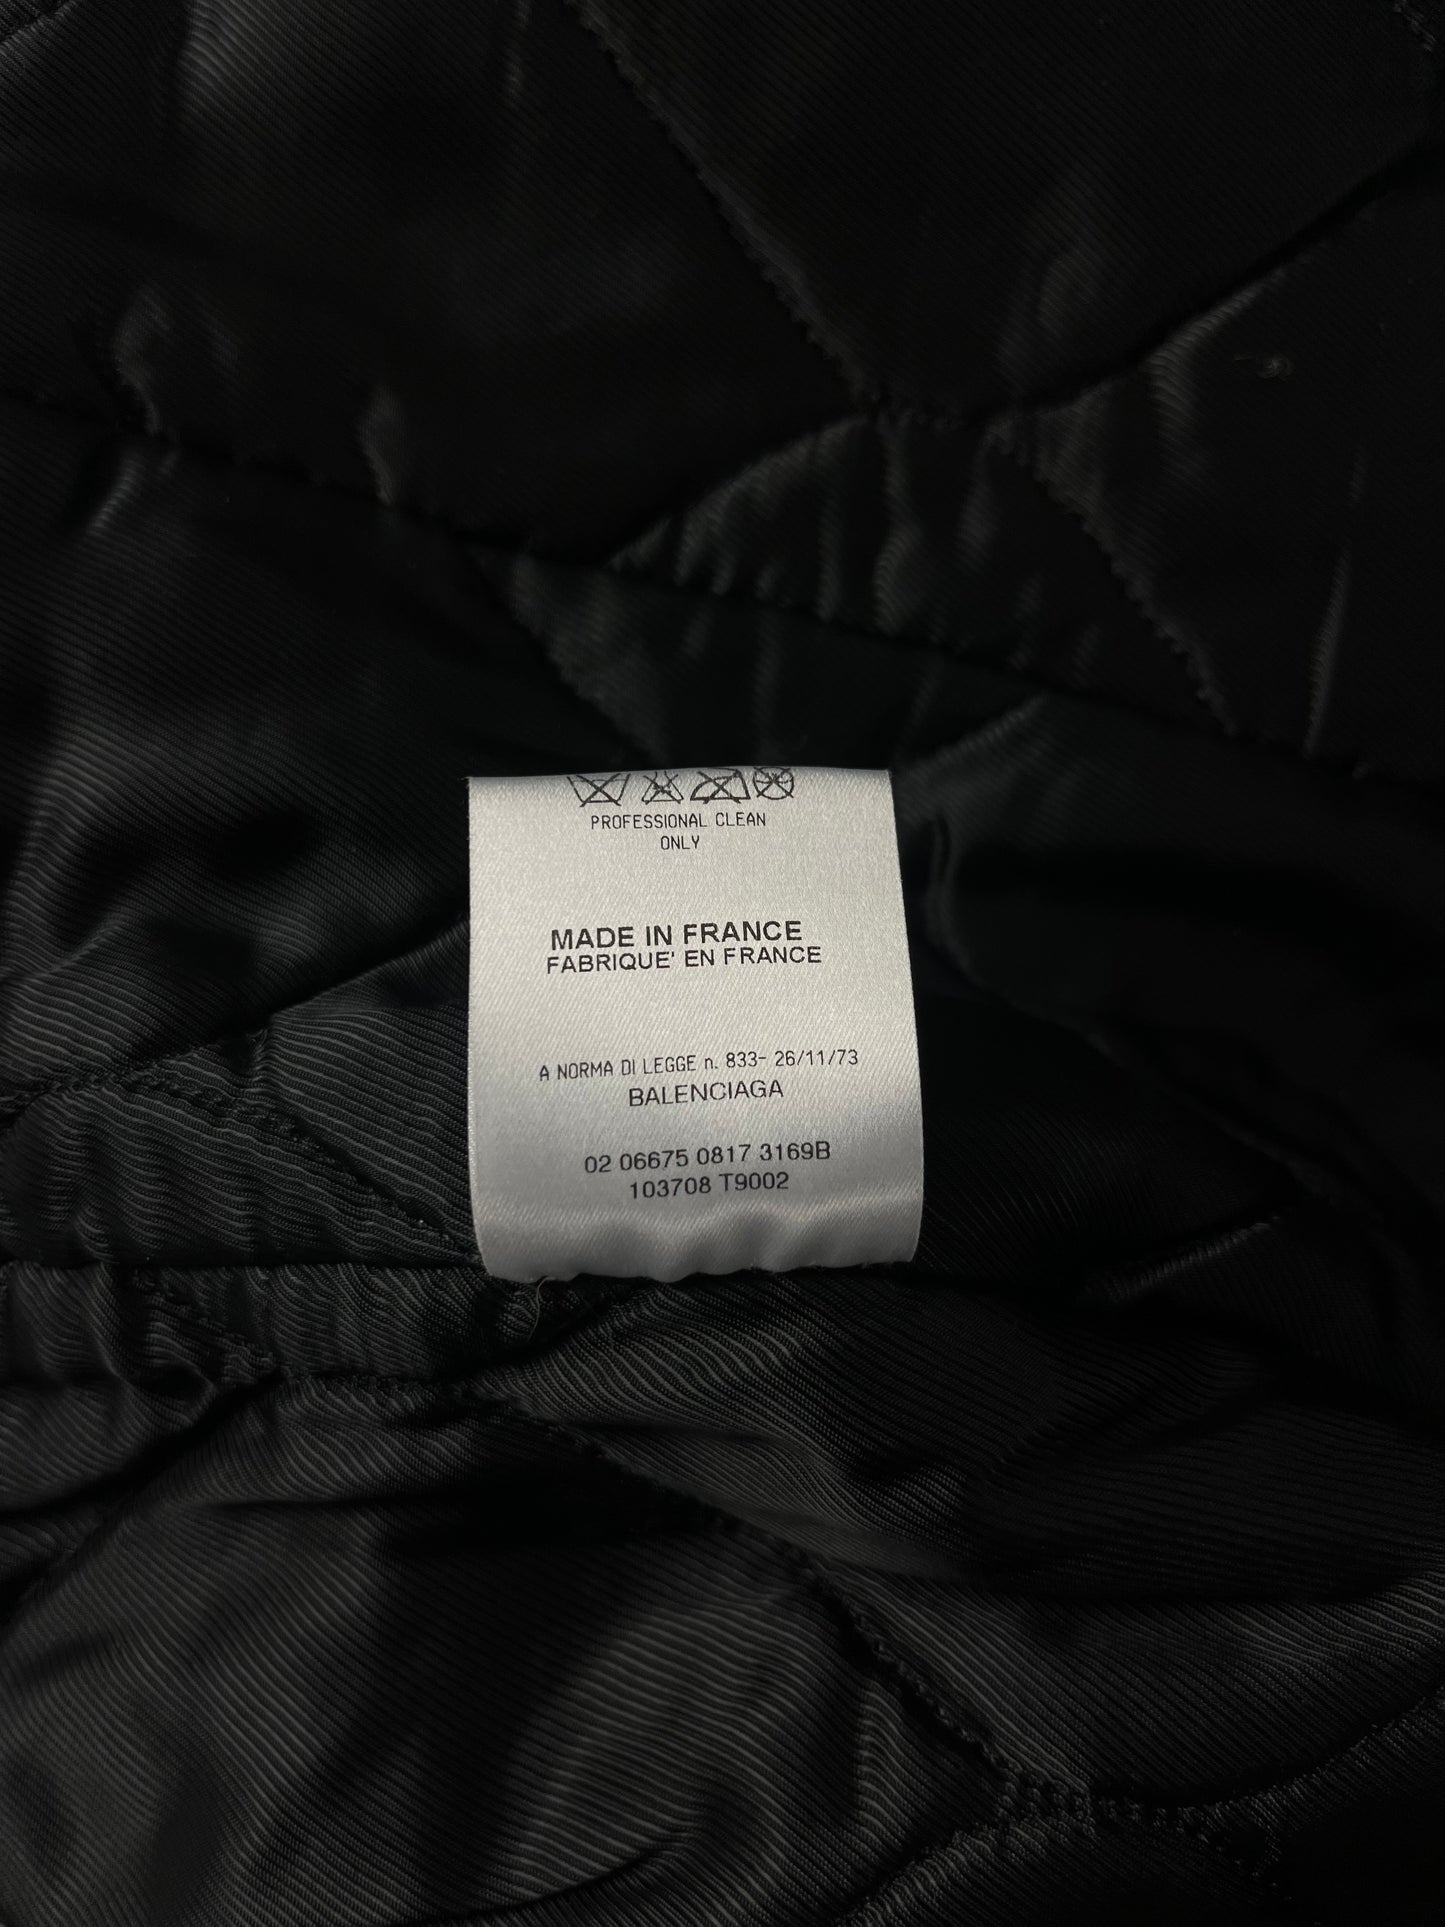 PROFESSIONAL CLEAN
ONLY
MADE IN FRANCE
FABRIQUE' EN FRANCE
A NORMA DI LEGGE n. 833- 26/11/73
BALENCIAGA
02 06675 0817 3169B
103708 T9002